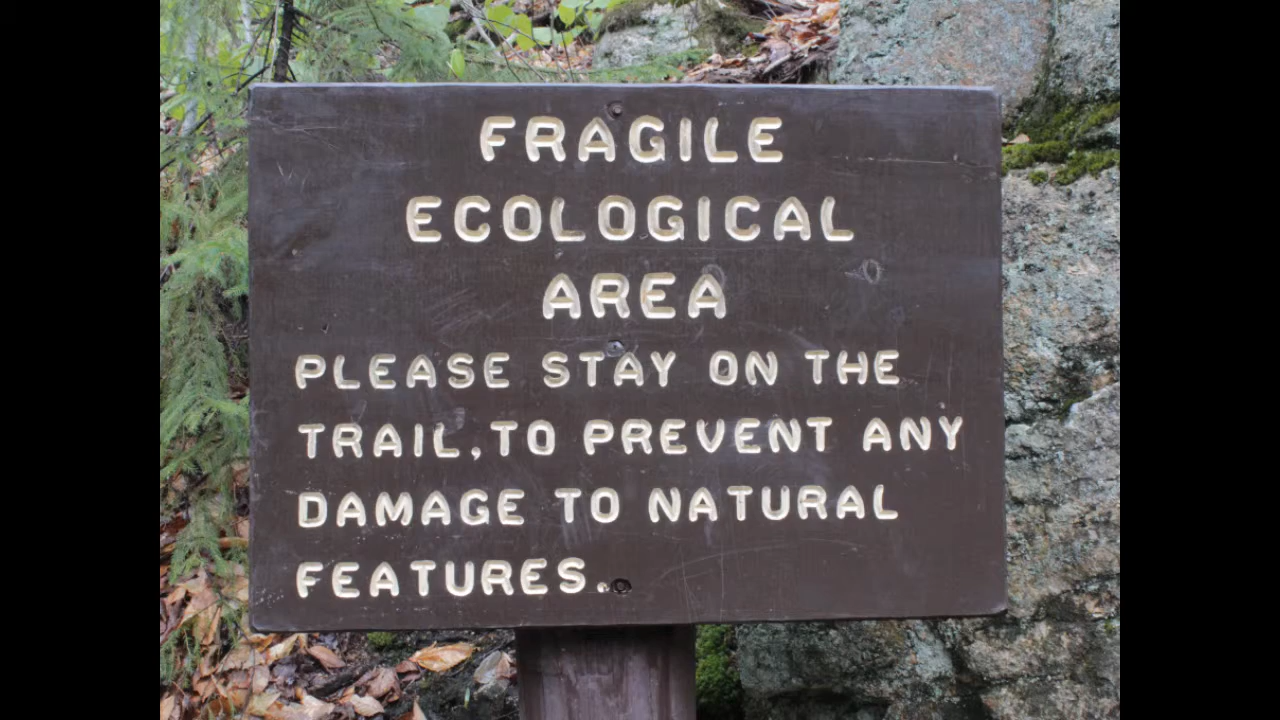 FRAGILE
ECOLOGICAL
AREA
PLEASE STAY ON THE
TRAIL,TO PREVENT ANY
DAMAGE TO NATURAL
FEATURES.